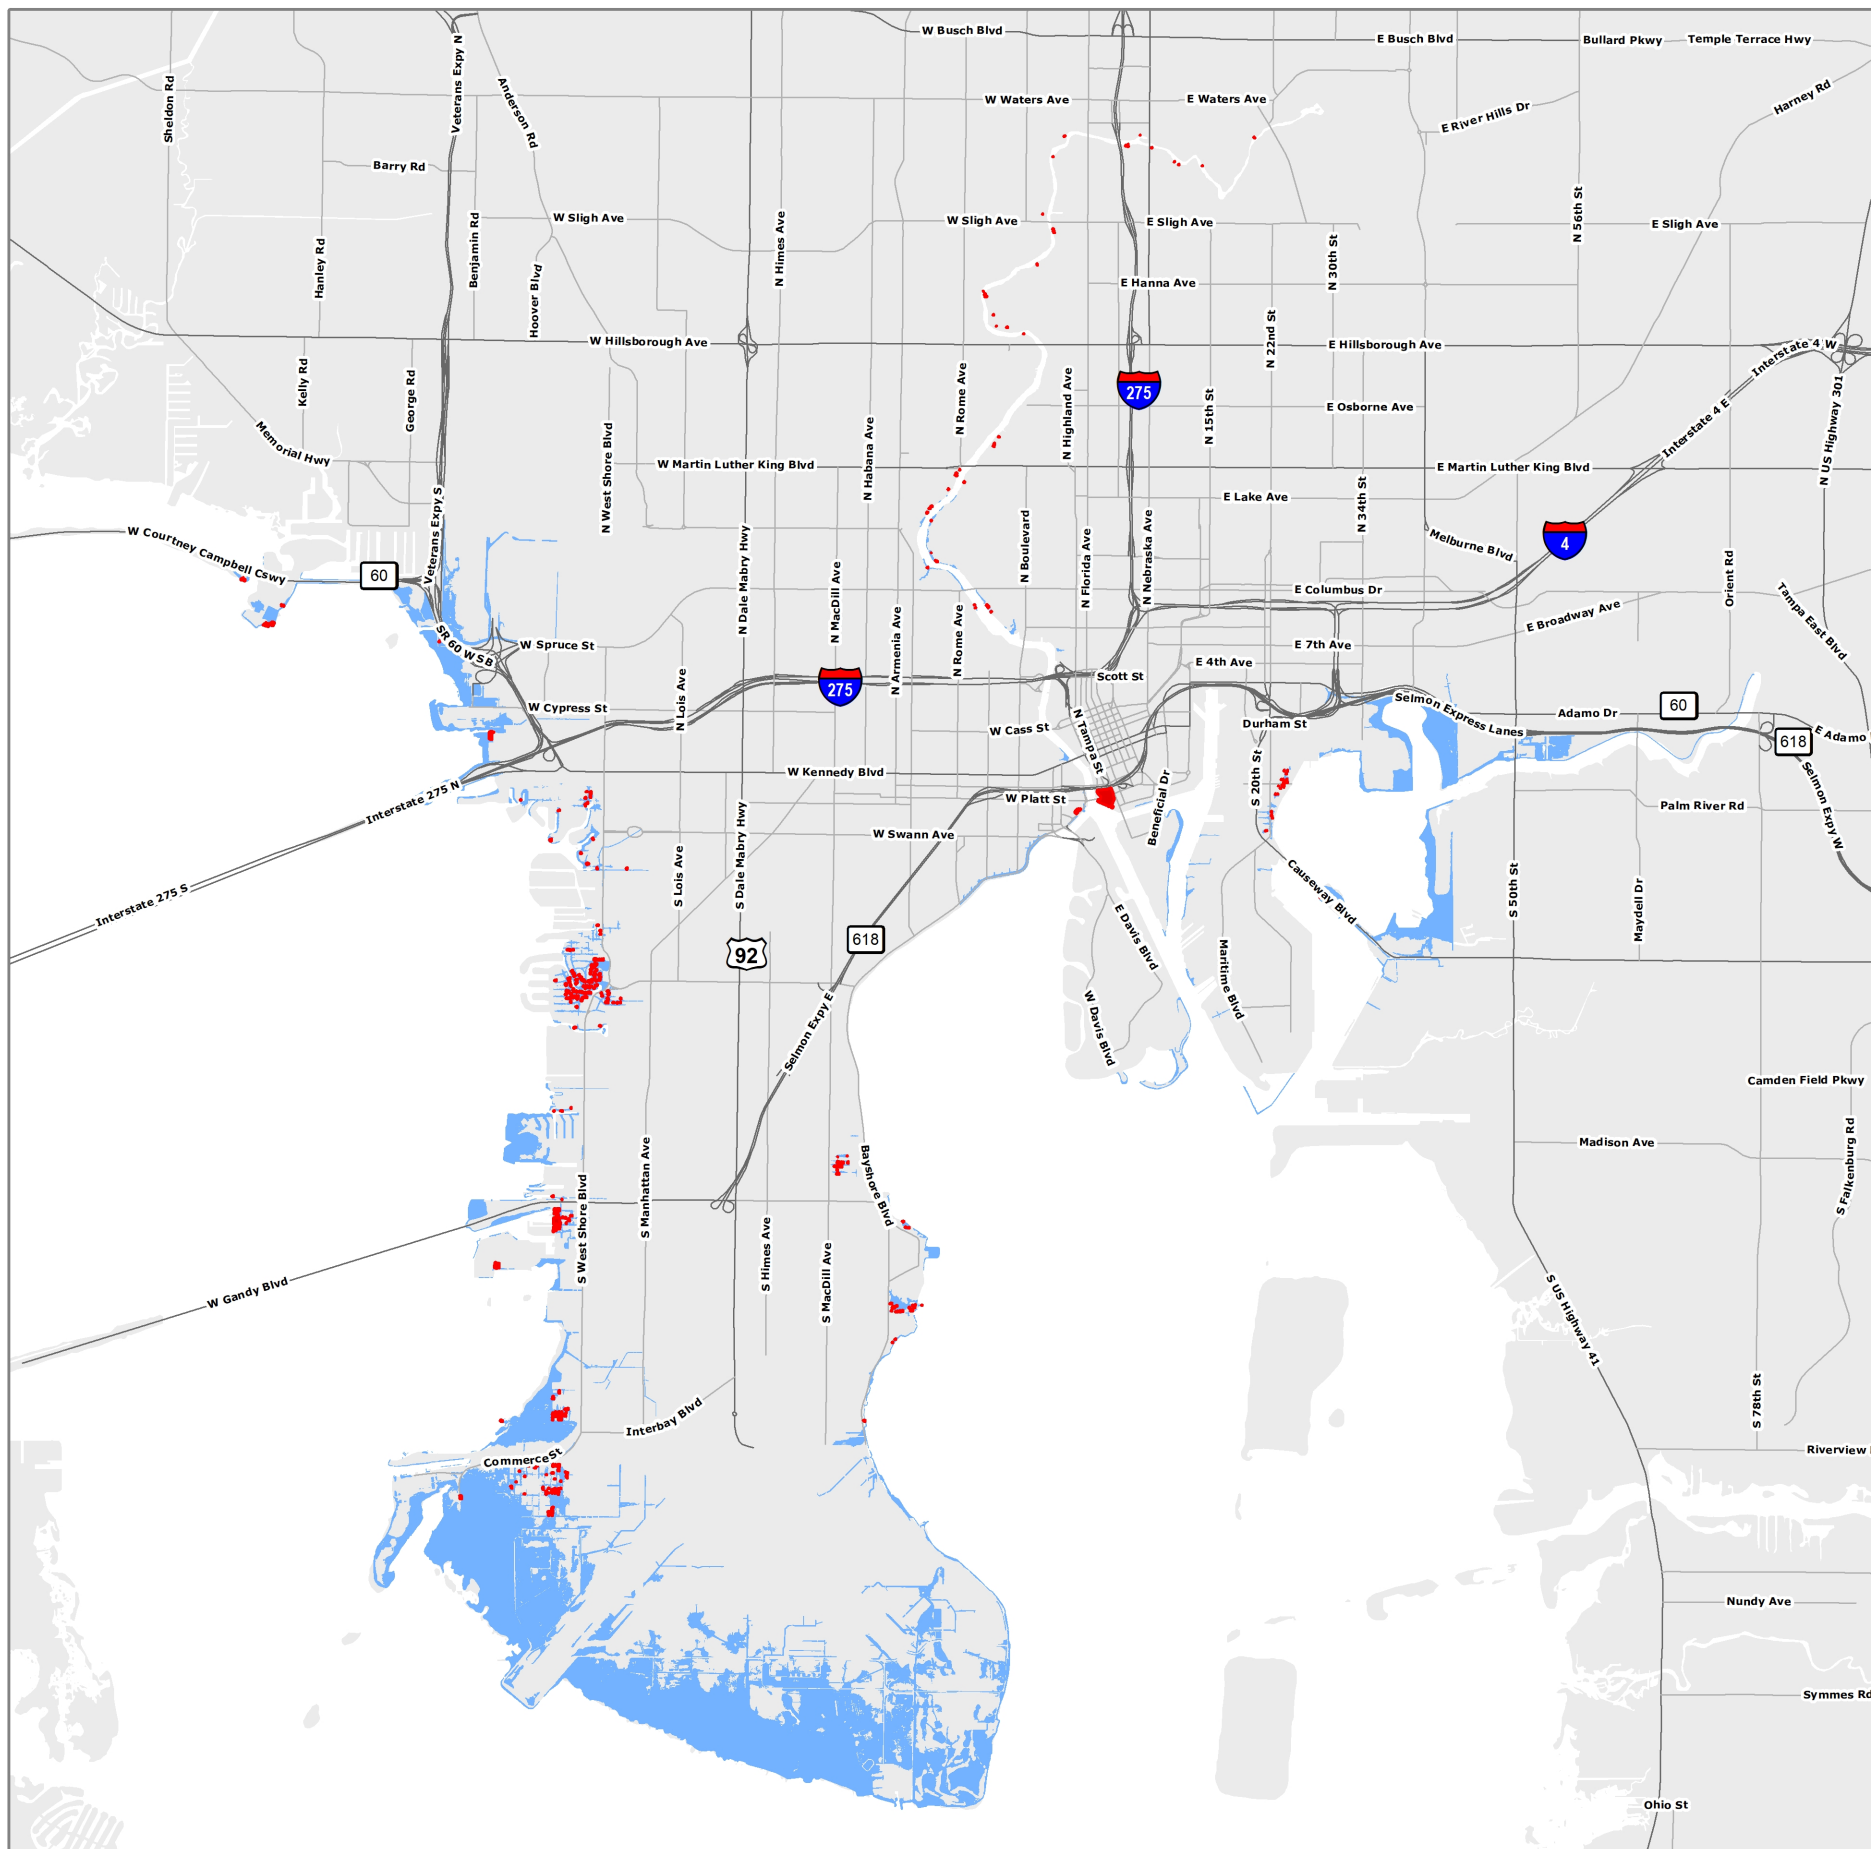 W Busch Blvd
E Busch Blvd
Bullard Pkwy
Temple Terrace Hwy
Sheldon Rd
Veterans Expy N
Anderson Rd
W Waters Ave
E Waters Ave
E River Hills Dr
Harney Rd
Barry Rd
W Sligh Ave
W Sligh Ave
E Sligh Ave
E Sligh Ave
N 56th St
Hanley Rd
Benjamin Rd
Hoover Blvd
N Himes Ave
N 30th St
E Hanna Ave
N 22nd St
W Hillsborough Ave
E Hillsborough Ave
Interstate 4 W
Kelly Rd
George Rd
N Rome Ave
N Highland Ave
275
N 15th St
E Osborne Ave
Interstate 4 E
N US Highway 301
Memorial Hwy
N West Shore Blvd
W Martin Luther King Blvd
N Habana Ave
E Martin Luther King Blvd
Veterans Expy S
E Lake Ave
N 34th St
W Courtney Campbell Cswy
60
N Dale Mabry Hwy
N Boulevard
N Florida Ave
N Nebraska Ave
Melburne Blvd
4
Orient Rd
N MacDill Ave
E Columbus Dr
E Broadway Ave
Tampa East Blvd
SR 60 W SB
W Spruce St
N Armenia Ave
N Rome Ave
E 7th Ave
E 4th Ave
Scott St
275
N Lois Ave
W Cypress St
W Cass St
N Tampa St
Durham St
Selmon Express Lanes
Adamo Dr
60
618
E Adamo
Interstate 275 N
W Kennedy Blvd
W Platt St
Beneficial Dr
S 20th St
Palm River Rd
Selmon Expy W
W Swann Ave
S Dale Mabry Hwy
S Lois Ave
Interstate 275 S
Causeway Blvd
S 50th St
Maydell Dr
92
618
E Davis Blvd
Maritime Blvd
W Davis Blvd
Selmon Expy E
Camden Field Pkwy
Madison Ave
S Falkenburg Rd
S Manhattan Ave
S West Shore Blvd
Bayshore Blvd
S Himes Ave
S MacDill Ave
W Gandy Blvd
S US Highway 41
S 78th St
Interbay Blvd
Commerce St
Riverview
Nundy Ave
Symmes Rd
Ohio St